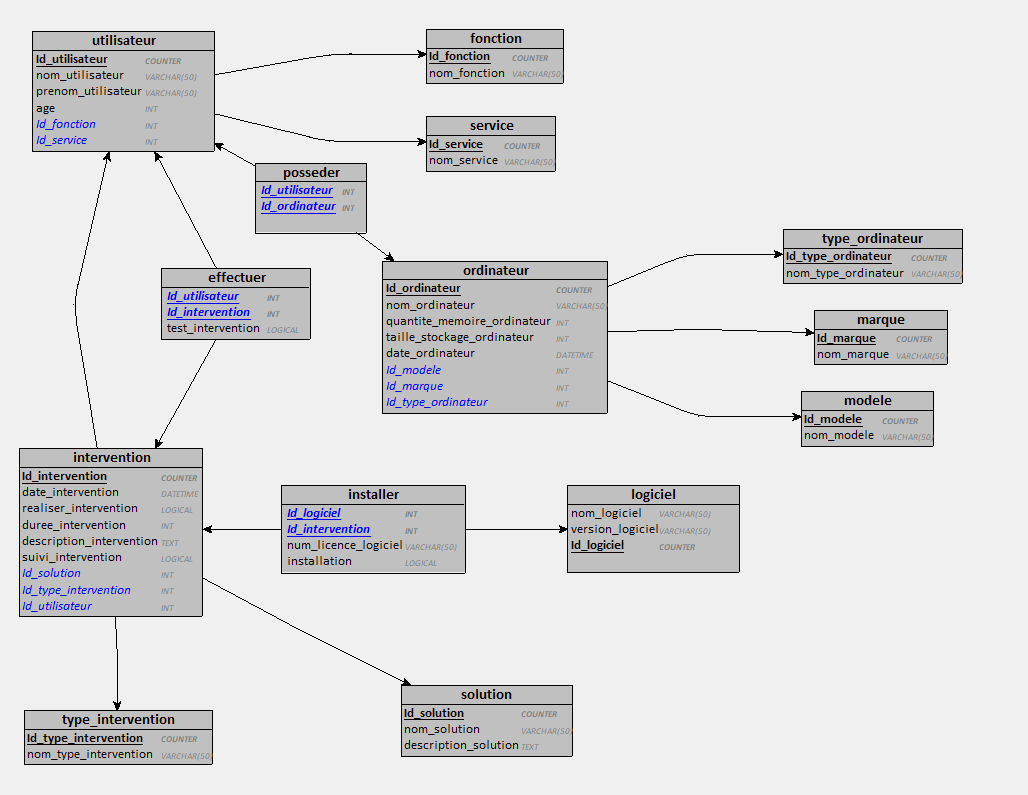 utilisateur
Id_utilisateur COUNTER
nom_utilisateur VARCHAR(50)
prenom_utilisateur VARCHAR(50)
age INT
Id_fonction INT
Id_service INT
fonction
Id_fonction COUNTER
nom_fonction VARCHAR(50)
service
Id_service COUNTER
nom_service VARCHAR(50)
posseder
Id_utilisateur INT
Id_ordinateur INT
effectuer
Id_utilisateur INT
Id_intervention INT
test_intervention LOGICAL
ordinateur
Id_ordinateur COUNTER
nom_ordinateur VARCHAR(50)
quantite_memoire_ordinateur INT
taille_stockage_ordinateur INT
date_ordinateur DATETIME
Id_modele INT
Id_marque INT
Id_type_ordinateur INT
type_ordinateur
Id_type_ordinateur COUNTER
nom_type_ordinateur VARCHAR(50)
marque
Id_marque COUNTER
nom_marque VARCHAR(50)
modele
Id_modele COUNTER
nom_modele VARCHAR(50)
intervention
Id_intervention COUNTER
date_intervention DATETIME
realiser_intervention LOGICAL
duree_intervention INT
description_intervention TEXT
suivi_intervention LOGICAL
Id_solution INT
Id_type_intervention INT
Id_utilisateur INT
installer
Id_logiciel INT
Id_intervention INT
num_licence_logiciel VARCHAR(50)
installation LOGICAL
logiciel
nom_logiciel VARCHAR(50)
version_logiciel VARCHAR(50)
Id_logiciel COUNTER
solution
Id_solution COUNTER
nom_solution VARCHAR(50)
description_solution TEXT
type_intervention
Id_type_intervention COUNTER
nom_type_intervention VARCHAR(50)